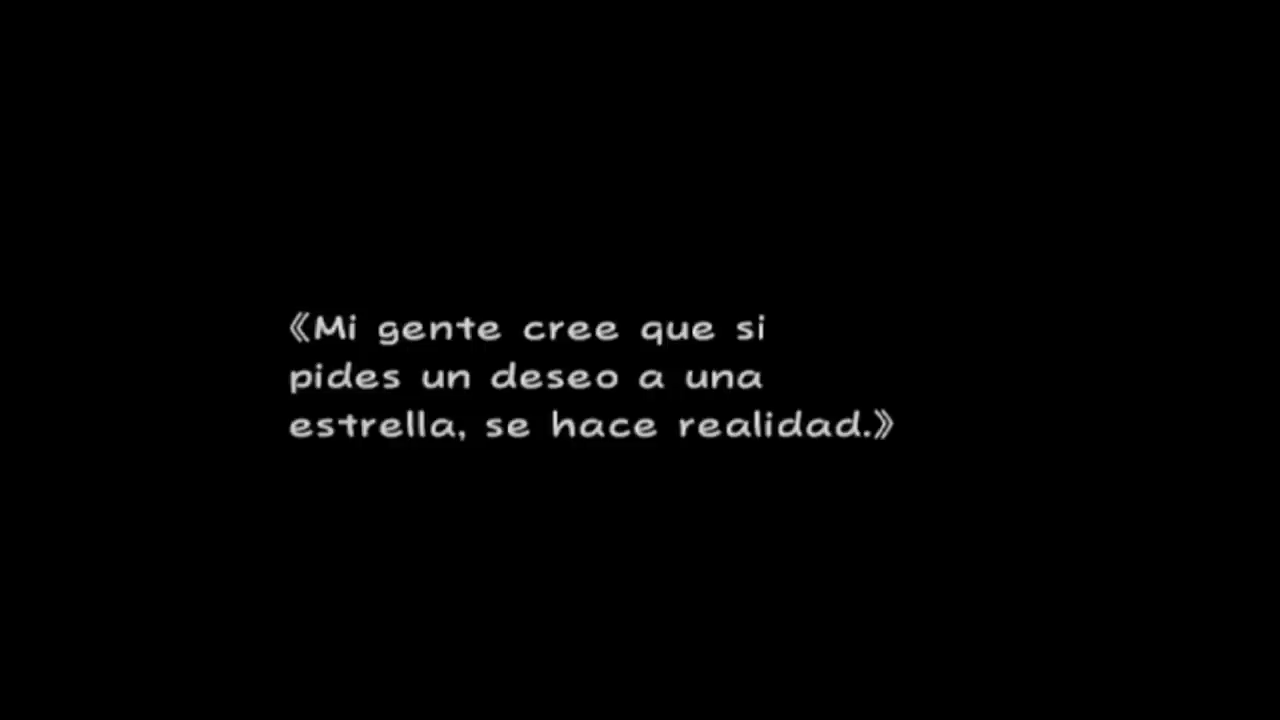 《Mi gente cree que si
pides un deseo a una
estrella, se hace realidad.》